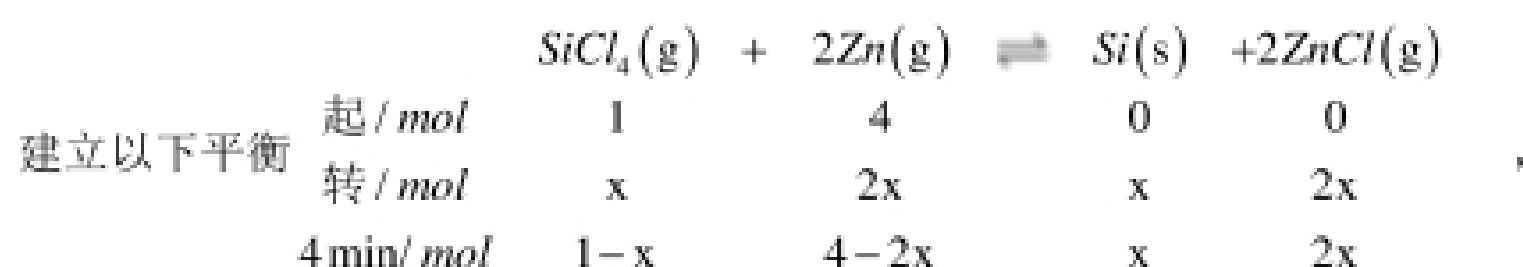 SiCl₄(g) + 2Zn(g) ⇌ Si(s) +2ZnCl(g)
起/mol 1 4 0 0
建立以下平衡 ,
转/mol x 2x x 2x
4min/mol 1−x 4−2x x 2x